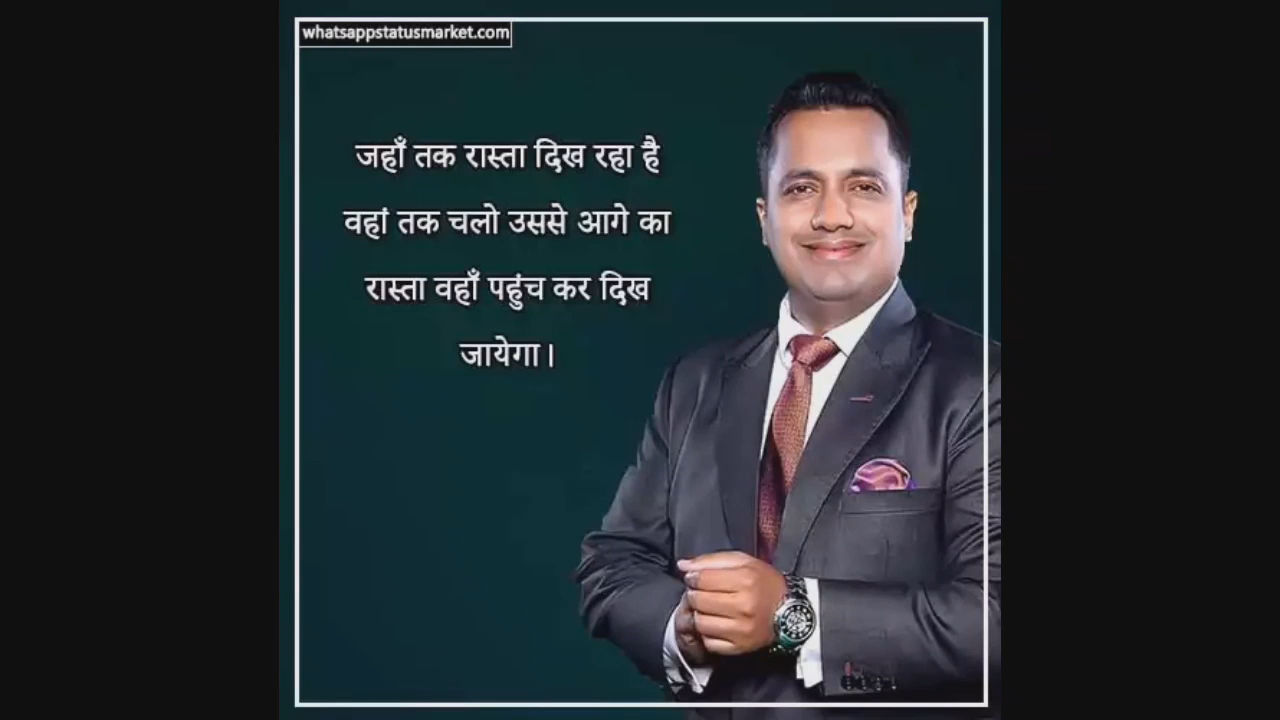 whatsappstatusmarket.com
जहाँ तक रास्ता दिख रहा है
वहां तक चलो उससे आगे का
रास्ता वहाँ पहुंच कर दिख
जायेगा।